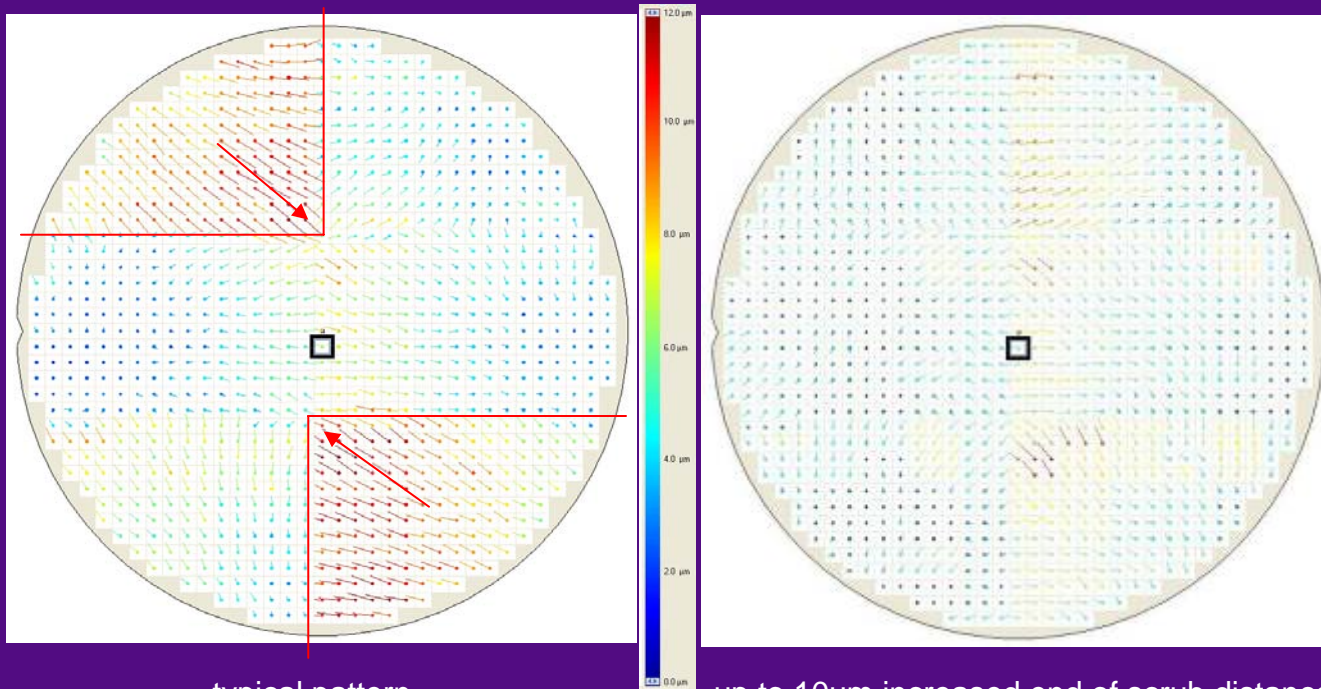 12.0 µm
10.0 µm
8.0 µm
6.0 µm
4.0 µm
2.0 µm
0.0 µm
typical pattern
up to 10um increased end of scrub distance